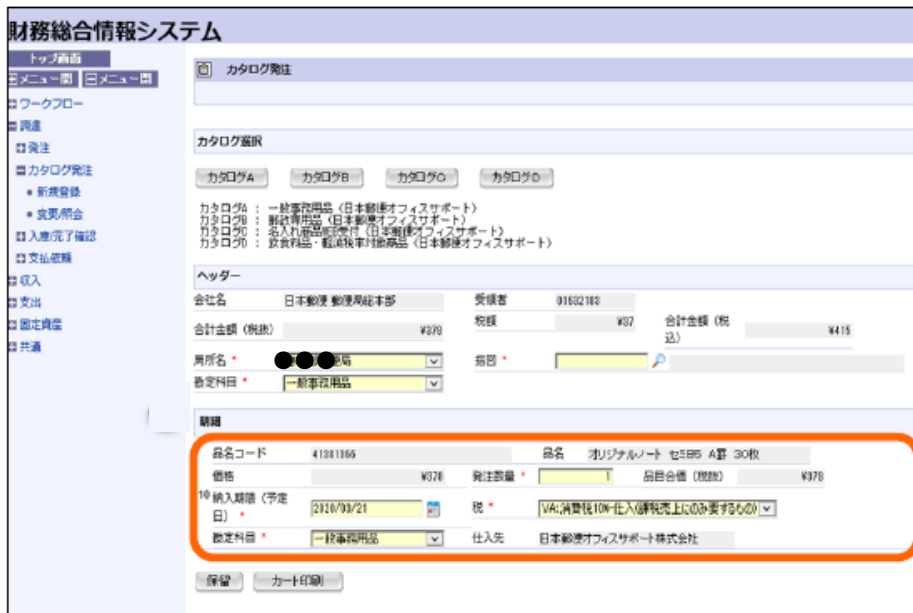 財務総合情報システム
トップ画面
メニュー開 メニュー閉
ワークフロー
調達
発注
カタログ発注
新規登録
変更/照会
入庫/完了確認
支払依頼
収入
支出
固定資産
共通
カタログ発注
カタログ選択
カタログA カタログB カタログC カタログD
カタログA : 一般事務用品(日本郵便オフィスサポート)
カタログB : 郵政専用品(日本郵便オフィスサポート)
カタログC : 名入れ商品/印受付(日本郵便オフィスサポート)
カタログD : 飲食料品・軽減税率対象商品(日本郵便オフィスサポート)
ヘッダー
会社名 日本郵便 郵便局総本部 受領者 01632183
合計金額(税抜) ¥378 税額 ¥37 合計金額(税込) ¥415
局所名 * 便局
勘定科目 * 一般事務用品
明細
品名コード 41381366 品名 オリジナルノート セミB5 A罫 30枚
価格 ¥378 発注数量 * 1 品目合価(税抜) ¥378
10 納入期限(予定日) * 2020/03/21 税 * VA:消費税10%-仕入(課税売上にのみ要するもの)
勘定科目 * 一般事務用品 仕入先 日本郵便オフィスサポート株式会社
保留 カート印刷